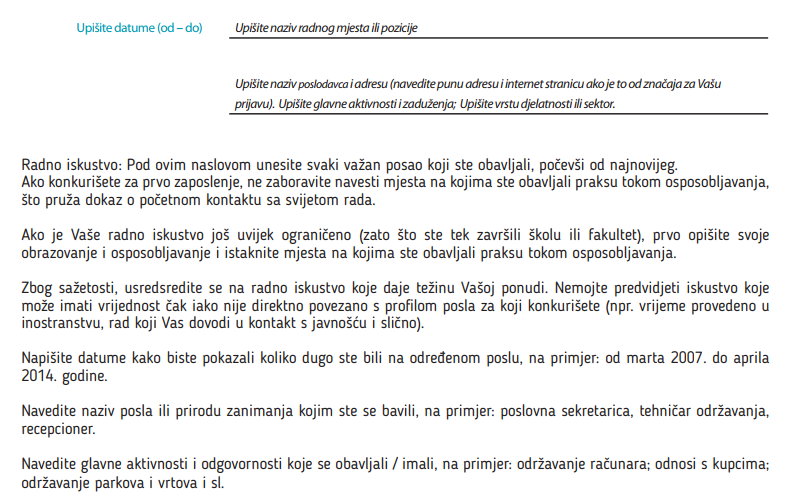 Upišite datume (od – do) Upišite naziv radnog mjesta ili pozicije
Upišite naziv poslodavca i adresu (navedite punu adresu i internet stranicu ako je to od značaja za Vašu
prijavu). Upišite glavne aktivnosti i zaduženja; Upišite vrstu djelatnosti ili sektor.
Radno iskustvo: Pod ovim naslovom unesite svaki važan posao koji ste obavljali, počevši od najnovijeg.
Ako konkurišete za prvo zaposlenje, ne zaboravite navesti mjesta na kojima ste obavljali praksu tokom osposobljavanja,
što pruža dokaz o početnom kontaktu sa svijetom rada.
Ako je Vaše radno iskustvo još uvijek ograničeno (zato što ste tek završili školu ili fakultet), prvo opišite svoje
obrazovanje i osposobljavanje i istaknite mjesta na kojima ste obavljali praksu tokom osposobljavanja.
Zbog sažetosti, usredsredite se na radno iskustvo koje daje težinu Vašoj ponudi. Nemojte predvidjeti iskustvo koje
može imati vrijednost čak iako nije direktno povezano s profilom posla za koji konkurišete (npr. vrijeme provedeno u
inostranstvu, rad koji Vas dovodi u kontakt s javnošću i slično).
Napišite datume kako biste pokazali koliko dugo ste bili na određenom poslu, na primjer: od marta 2007. do aprila
2014. godine.
Navedite naziv posla ili prirodu zanimanja kojim ste se bavili, na primjer: poslovna sekretarica, tehničar održavanja,
recepcioner.
Navedite glavne aktivnosti i odgovornosti koje se obavljali / imali, na primjer: održavanje računara; odnosi s kupcima;
održavanje parkova i vrtova i sl.